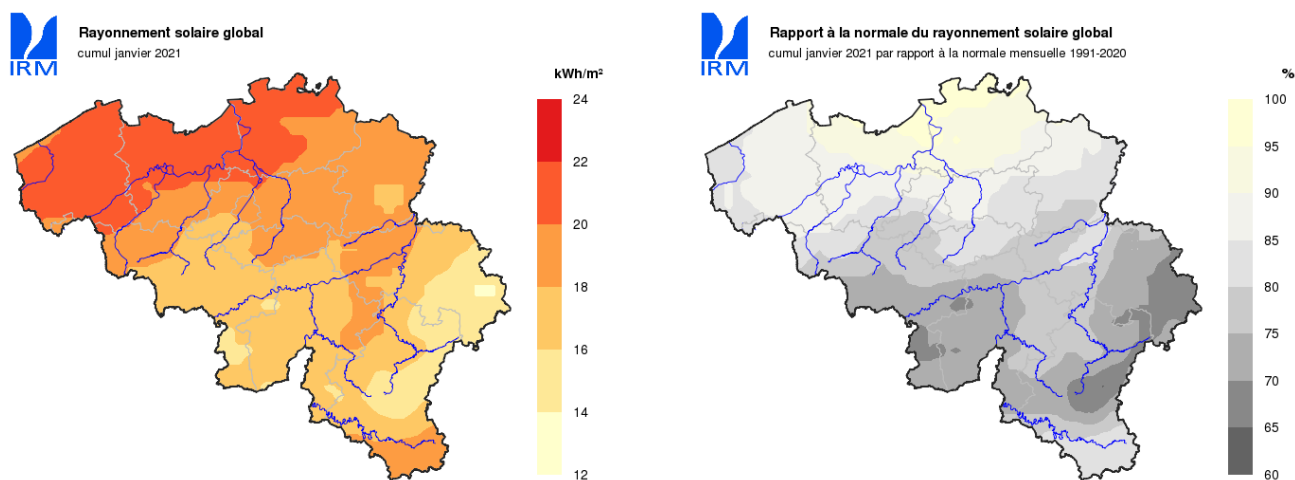 IRM
Rayonnement solaire global
cumul janvier 2021
kWh/m²
24
22
20
18
16
14
12
IRM
Rapport à la normale du rayonnement solaire global
cumul janvier 2021 par rapport à la normale mensuelle 1991-2020
%
100
95
90
85
80
75
70
65
60